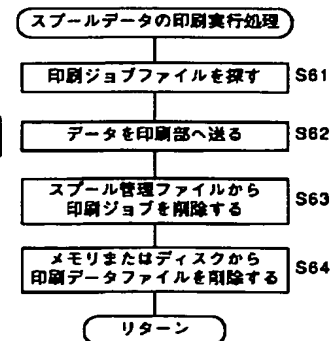 スプールデータの印刷実行処理
印刷ジョブファイルを探す S61
データを印刷部へ送る S62
スプール管理ファイルから
印刷ジョブを削除する S63
メモリまたはディスクから
印刷データファイルを削除する S64
リターン